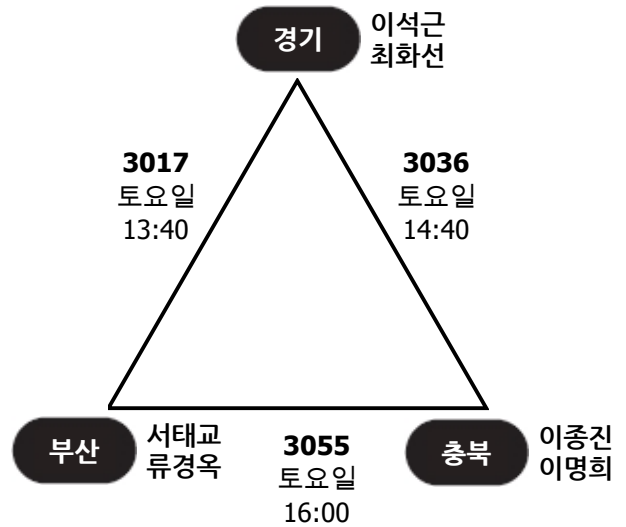 경기
이석근
최화선
3017
토요일
13:40
3036
토요일
14:40
부산
서태교
류경옥
3055
토요일
16:00
충북
이종진
이명희